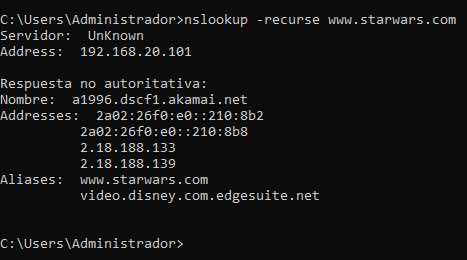 C:\Users\Administrador>nslookup -recurse www.starwars.com
Servidor:  UnKnown
Address:  192.168.20.101

Respuesta no autoritativa:
Nombre:  a1996.dscf1.akamai.net
Addresses:  2a02:26f0:e0::210:8b2
          2a02:26f0:e0::210:8b8
          2.18.188.133
          2.18.188.139
Aliases:  www.starwars.com
          video.disney.com.edgesuite.net

C:\Users\Administrador>